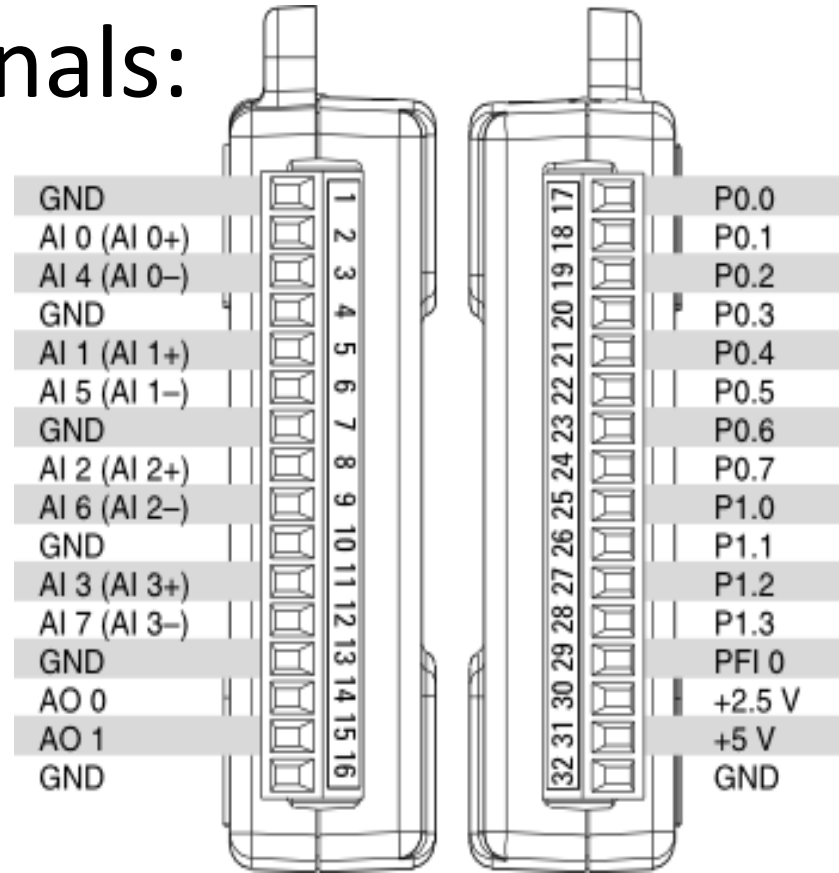 nals:
GND 1
AI 0 (AI 0+) 2
AI 4 (AI 0–) 3
GND 4
AI 1 (AI 1+) 5
AI 5 (AI 1–) 6
GND 7
AI 2 (AI 2+) 8
AI 6 (AI 2–) 9
GND 10
AI 3 (AI 3+) 11
AI 7 (AI 3–) 12
GND 13
AO 0 14
AO 1 15
GND 16
17 P0.0
18 P0.1
19 P0.2
20 P0.3
21 P0.4
22 P0.5
23 P0.6
24 P0.7
25 P1.0
26 P1.1
27 P1.2
28 P1.3
29 PFI 0
30 +2.5 V
31 +5 V
32 GND